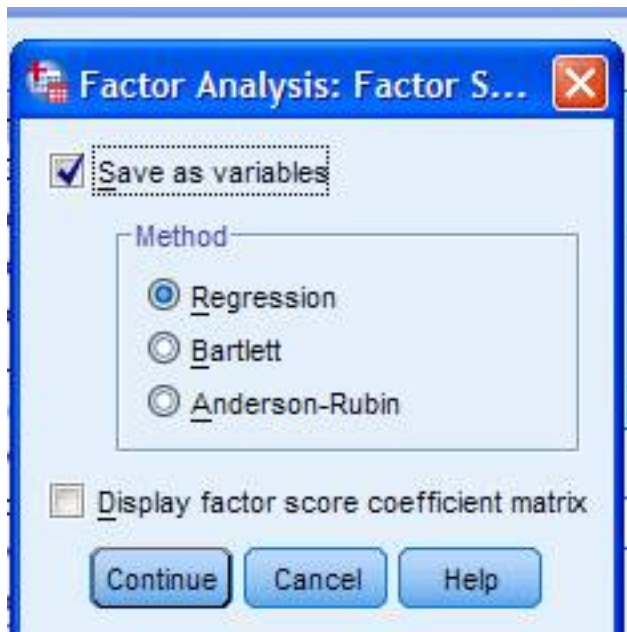 Factor Analysis: Factor S...
Save as variables
Method
Regression
Bartlett
Anderson-Rubin
Display factor score coefficient matrix
Continue Cancel Help